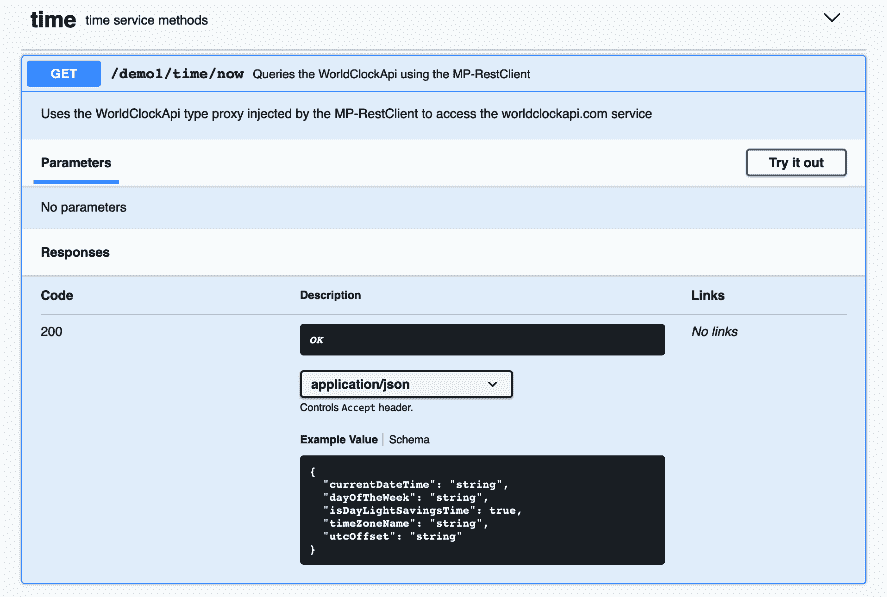 time time service methods
GET /demo1/time/now Queries the WorldClockApi using the MP-RestClient
Uses the WorldClockApi type proxy injected by the MP-RestClient to access the worldclockapi.com service
Parameters Try it out
No parameters
Responses
Code Description Links
200 OK No links
application/json
Controls Accept header.
Example Value | Schema
{
"currentDateTime": "string",
"dayOfTheWeek": "string",
"isDayLightSavingsTime": true,
"timeZoneName": "string",
"utcOffset": "string"
}